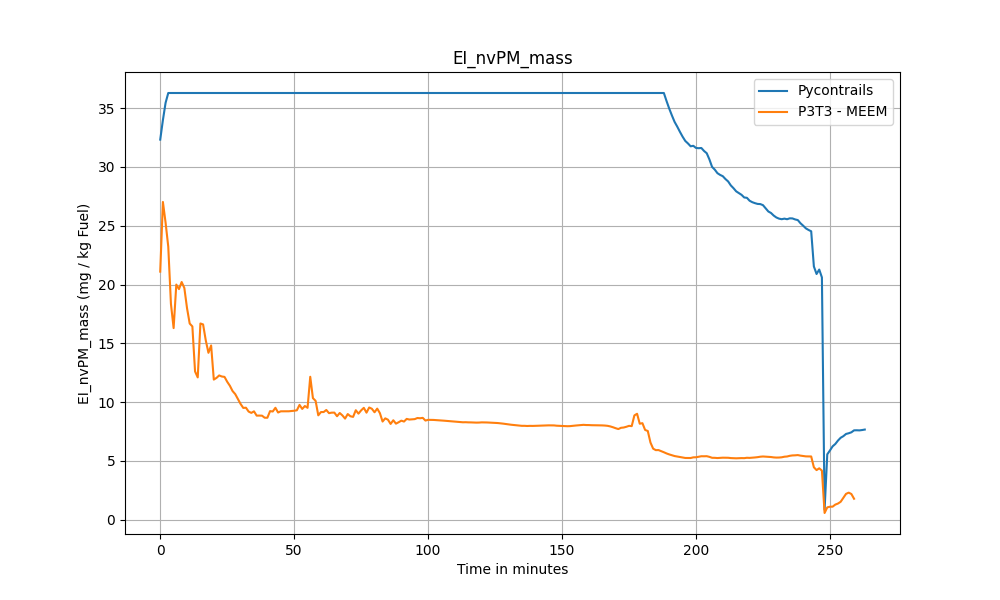 EI_nvPM_mass
Pycontrails
P3T3 - MEEM
EI_nvPM_mass (mg / kg Fuel)
35
30
25
20
15
10
5
0
0 50 100 150 200 250
Time in minutes